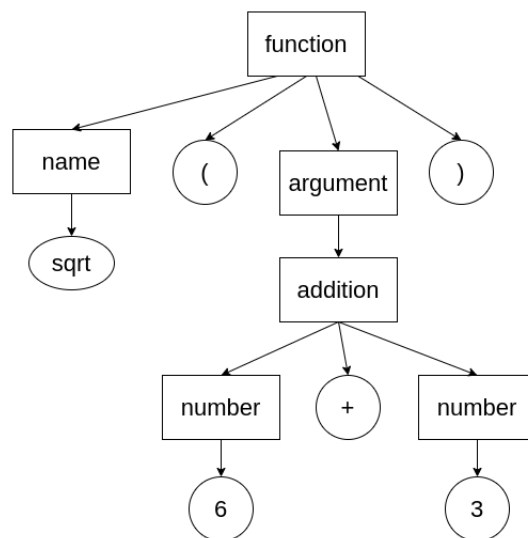 function
name
(
argument
)
sqrt
addition
number
+
number
6
3